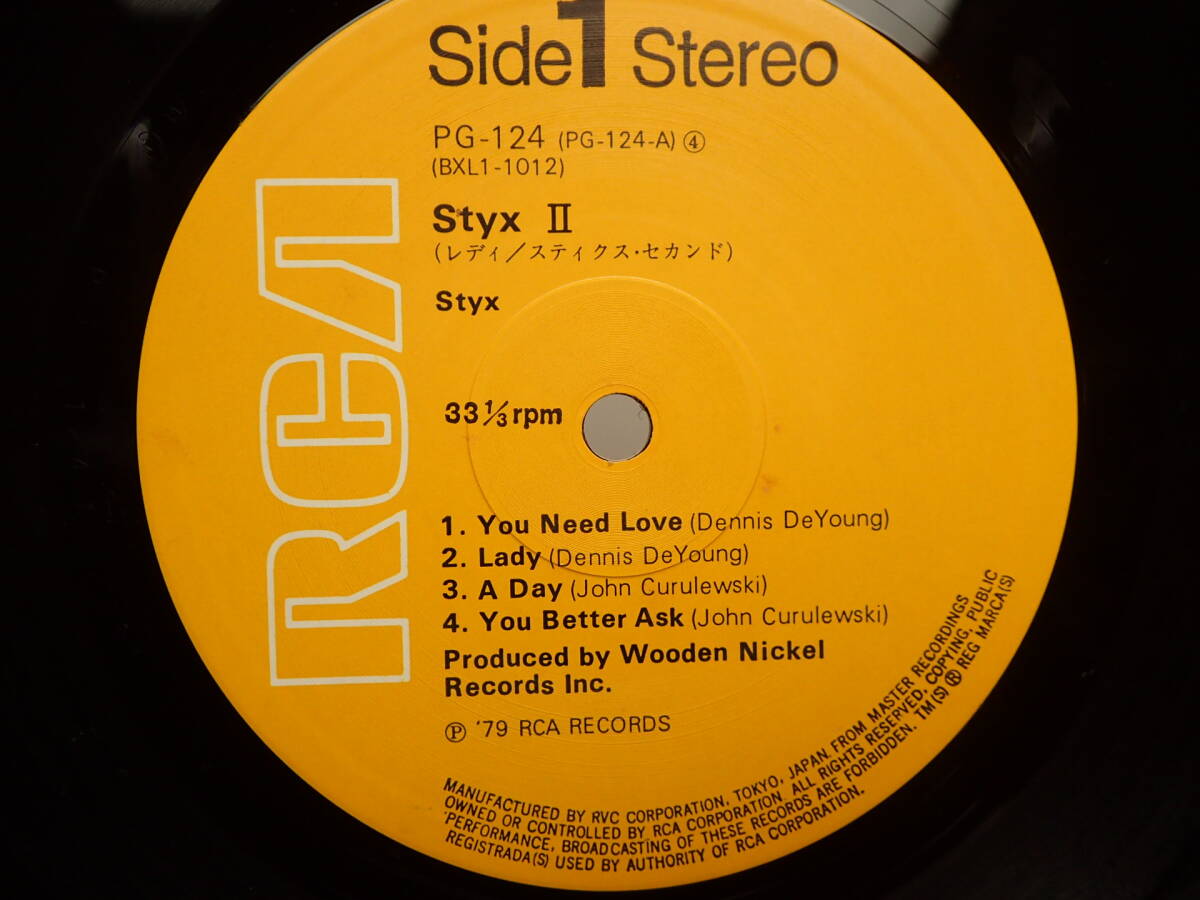 Side 1 Stereo
PG-124 (PG-124-A) ④
(BXL1-1012)
Styx II
(レディ/スティクス・セカンド)
Styx
RCA
33 1/3 rpm
1. You Need Love (Dennis DeYoung)
2. Lady (Dennis DeYoung)
3. A Day (John Curulewski)
4. You Better Ask (John Curulewski)
Produced by Wooden Nickel
Records Inc.
Ⓟ '79 RCA RECORDS
MANUFACTURED BY RVC CORPORATION, TOKYO, JAPAN. FROM MASTER RECORDINGS
OWNED OR CONTROLLED BY RCA CORPORATION. ALL RIGHTS RESERVED, COPYING, PUBLIC
PERFORMANCE, BROADCASTING OF THESE RECORDS ARE FORBIDDEN. TM(S) ® REG MARCA(S)
REGISTRADA(S) USED BY AUTHORITY OF RCA CORPORATION.